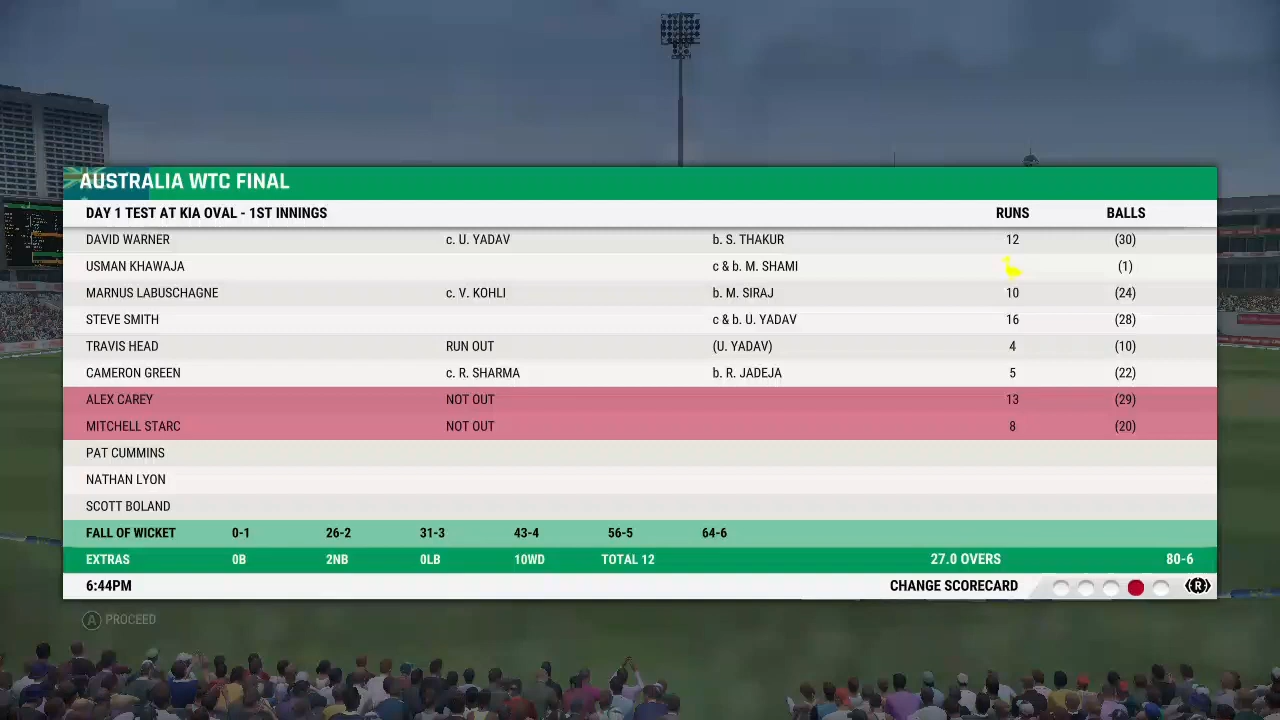 AUSTRALIA WTC FINAL
DAY 1 TEST AT KIA OVAL - 1ST INNINGS RUNS BALLS
DAVID WARNER c. U. YADAV b. S. THAKUR 12 (30)
USMAN KHAWAJA c & b. M. SHAMI (1)
MARNUS LABUSCHAGNE c. V. KOHLI b. M. SIRAJ 10 (24)
STEVE SMITH c & b. U. YADAV 16 (28)
TRAVIS HEAD RUN OUT (U. YADAV) 4 (10)
CAMERON GREEN c. R. SHARMA b. R. JADEJA 5 (22)
ALEX CAREY NOT OUT 13 (29)
MITCHELL STARC NOT OUT 8 (20)
PAT CUMMINS
NATHAN LYON
SCOTT BOLAND
FALL OF WICKET 0-1 26-2 31-3 43-4 56-5 64-6
EXTRAS 0B 2NB 0LB 10WD TOTAL 12 27.0 OVERS 80-6
6:44PM CHANGE SCORECARD R
A PROCEED